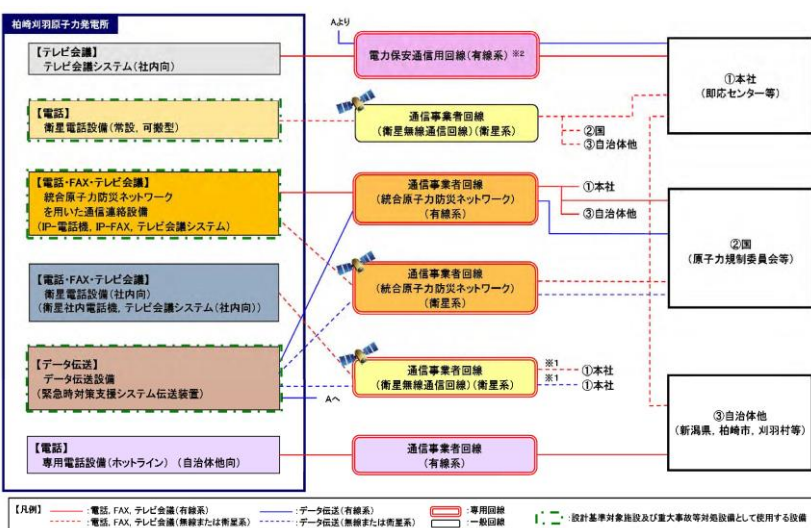 柏崎刈羽原子力発電所
【テレビ会議】
テレビ会議システム(社内向)
【電話】
衛星電話設備(常設, 可搬型)
【電話・FAX・テレビ会議】
統合原子力防災ネットワーク
を用いた通信連絡設備
(IP-電話機, IP-FAX, テレビ会議システム)
【電話・FAX・テレビ会議】
衛星電話設備(社内向)
(衛星社内電話機, テレビ会議システム(社内向))
【データ伝送】
データ伝送設備
(緊急時対策支援システム伝送装置)
【電話】
専用電話設備(ホットライン) (自治体他向)
Aより
Aへ
電力保安通信用回線(有線系) ※2
通信事業者回線
(衛星無線通信回線)(衛星系)
②国
③自治体他
通信事業者回線
(統合原子力防災ネットワーク)
(有線系)
①本社
③自治体他
通信事業者回線
(統合原子力防災ネットワーク)
(衛星系)
通信事業者回線
(衛星無線通信回線)(衛星系)
※1
①本社
※1
①本社
通信事業者回線
(有線系)
①本社
(即応センター等)
②国
(原子力規制委員会等)
③自治体他
(新潟県, 柏崎市, 刈羽村等)
【凡例】
:電話, FAX, テレビ会議(有線系)
:電話, FAX, テレビ会議(無線または衛星系)
:データ伝送(有線系)
:データ伝送(無線または衛星系)
:専用回線
:一般回線
:設計基準対象施設及び重大事故等対処設備として使用する設備